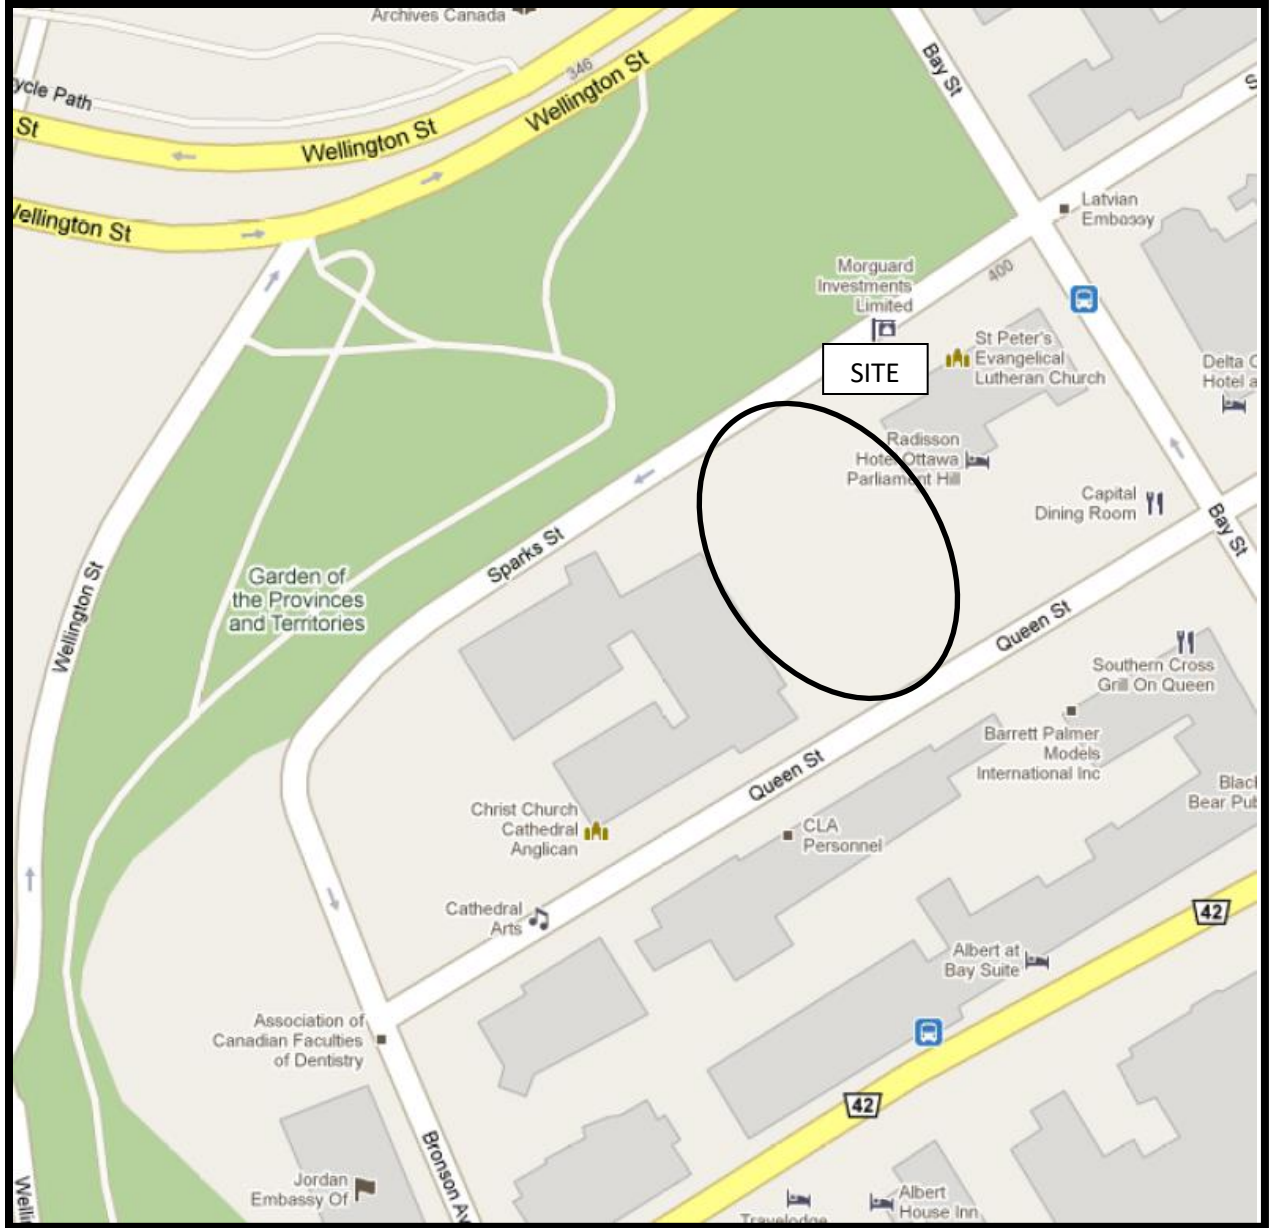 Archives Canada
346
Bay St
S
ycle Path
St
Wellington St
Wellington St
Wellington St
Latvian
Embassy
Morguard
Investments
Limited
400
St Peter's
Evangelical
Lutheran Church
SITE
Delta C
Hotel a
Radisson
Hotel Ottawa
Parliament Hill
Capital
Dining Room
Bay St
Sparks St
Garden of
the Provinces
and Territories
Wellington St
Queen St
Southern Cross
Grill On Queen
Barrett Palmer
Models
International Inc
Queen St
Black
Bear Pub
Christ Church
Cathedral
Anglican
CLA
Personnel
Cathedral
Arts
42
Albert at
Bay Suite
Association of
Canadian Faculties
of Dentistry
42
Bronson Av
Jordan
Embassy Of
Welli
Albert
House Inn
Travelodge